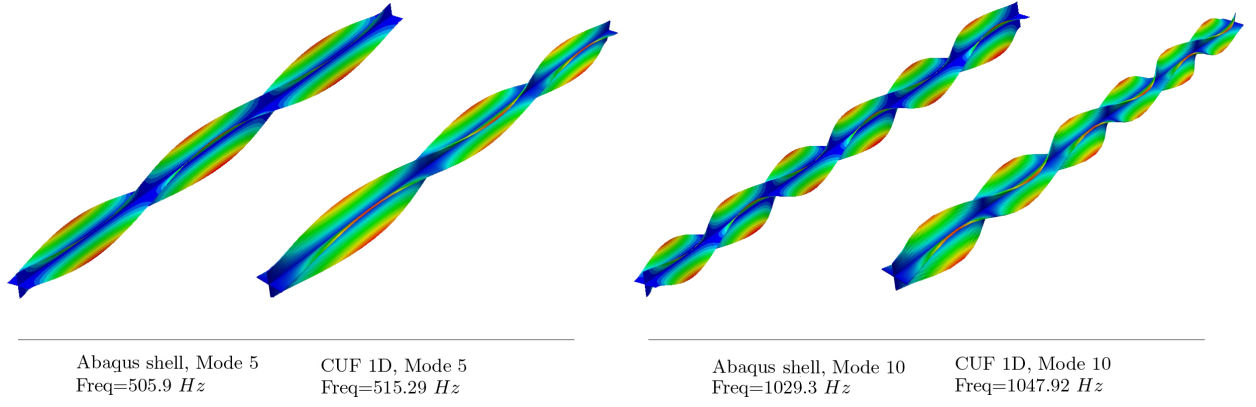 Abaqus shell, Mode 5
Freq=505.9 Hz
CUF 1D, Mode 5
Freq=515.29 Hz
Abaqus shell, Mode 10
Freq=1029.3 Hz
CUF 1D, Mode 10
Freq=1047.92 Hz